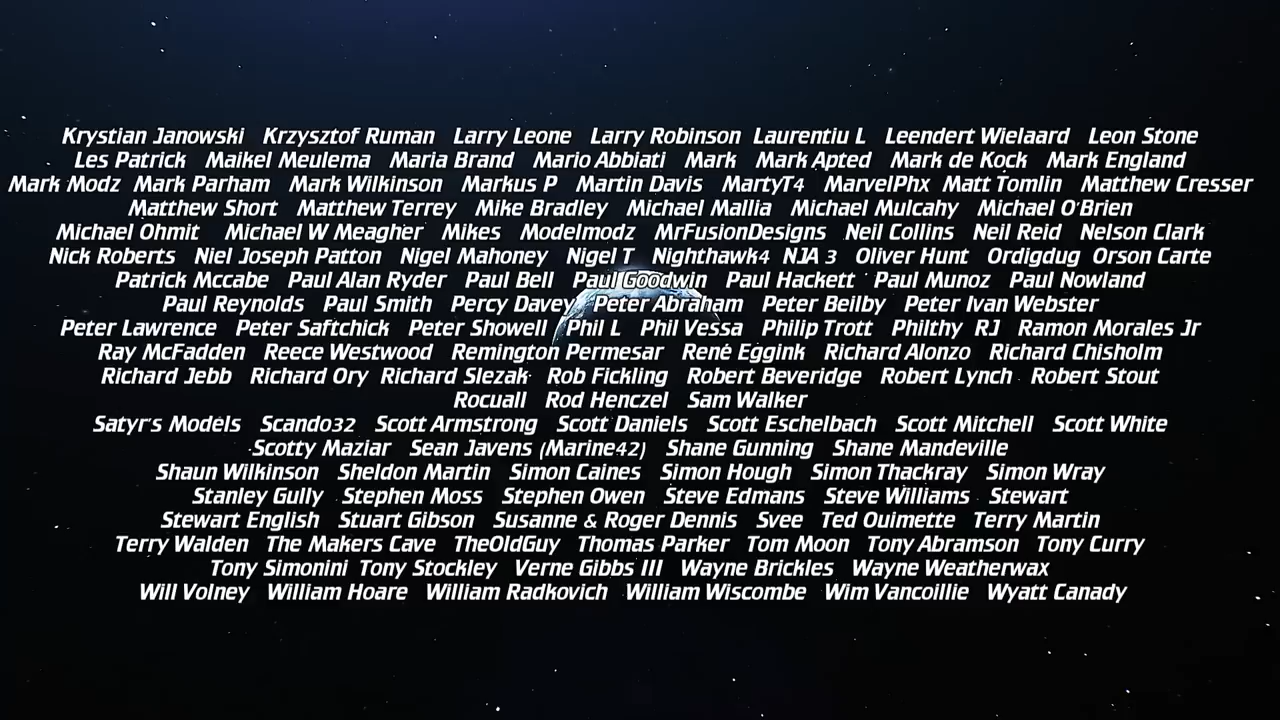 Krystian Janowski Krzysztof Ruman Larry Leone Larry Robinson Laurentiu L Leendert Wielaard Leon Stone
Les Patrick Maikel Meulema Maria Brand Mario Abbiati Mark Mark Apted Mark de Kock Mark England
Mark Modz Mark Parham Mark Wilkinson Markus P Martin Davis MartyT4 MarvelPhx Matt Tomlin Matthew Cresser
Matthew Short Matthew Terrey Mike Bradley Michael Mallia Michael Mulcahy Michael O'Brien
Michael Ohmit Michael W Meagher Mikes Modelmodz MrFusionDesigns Neil Collins Neil Reid Nelson Clark
Nick Roberts Niel Joseph Patton Nigel Mahoney Nigel T Nighthawk4 NJA 3 Oliver Hunt Ordigdug Orson Carte
Patrick Mccabe Paul Alan Ryder Paul Bell Paul Goodwin Paul Hackett Paul Munoz Paul Nowland
Paul Reynolds Paul Smith Percy Davey Peter Abraham Peter Beilby Peter Ivan Webster
Peter Lawrence Peter Saftchick Peter Showell Phil L Phil Vessa Philip Trott Philthy RJ Ramon Morales Jr
Ray McFadden Reece Westwood Remington Permesar René Eggink Richard Alonzo Richard Chisholm
Richard Jebb Richard Ory Richard Slezak Rob Fickling Robert Beveridge Robert Lynch Robert Stout
Rocuall Rod Henczel Sam Walker
Satyr's Models Scando32 Scott Armstrong Scott Daniels Scott Eschelbach Scott Mitchell Scott White
Scotty Maziar Sean Javens (Marine42) Shane Gunning Shane Mandeville
Shaun Wilkinson Sheldon Martin Simon Caines Simon Hough Simon Thackray Simon Wray
Stanley Gully Stephen Moss Stephen Owen Steve Edmans Steve Williams Stewart
Stewart English Stuart Gibson Susanne & Roger Dennis Svee Ted Ouimette Terry Martin
Terry Walden The Makers Cave TheOldGuy Thomas Parker Tom Moon Tony Abramson Tony Curry
Tony Simonini Tony Stockley Verne Gibbs III Wayne Brickles Wayne Weatherwax
Will Volney William Hoare William Radkovich William Wiscombe Wim Vancoillie Wyatt Canady